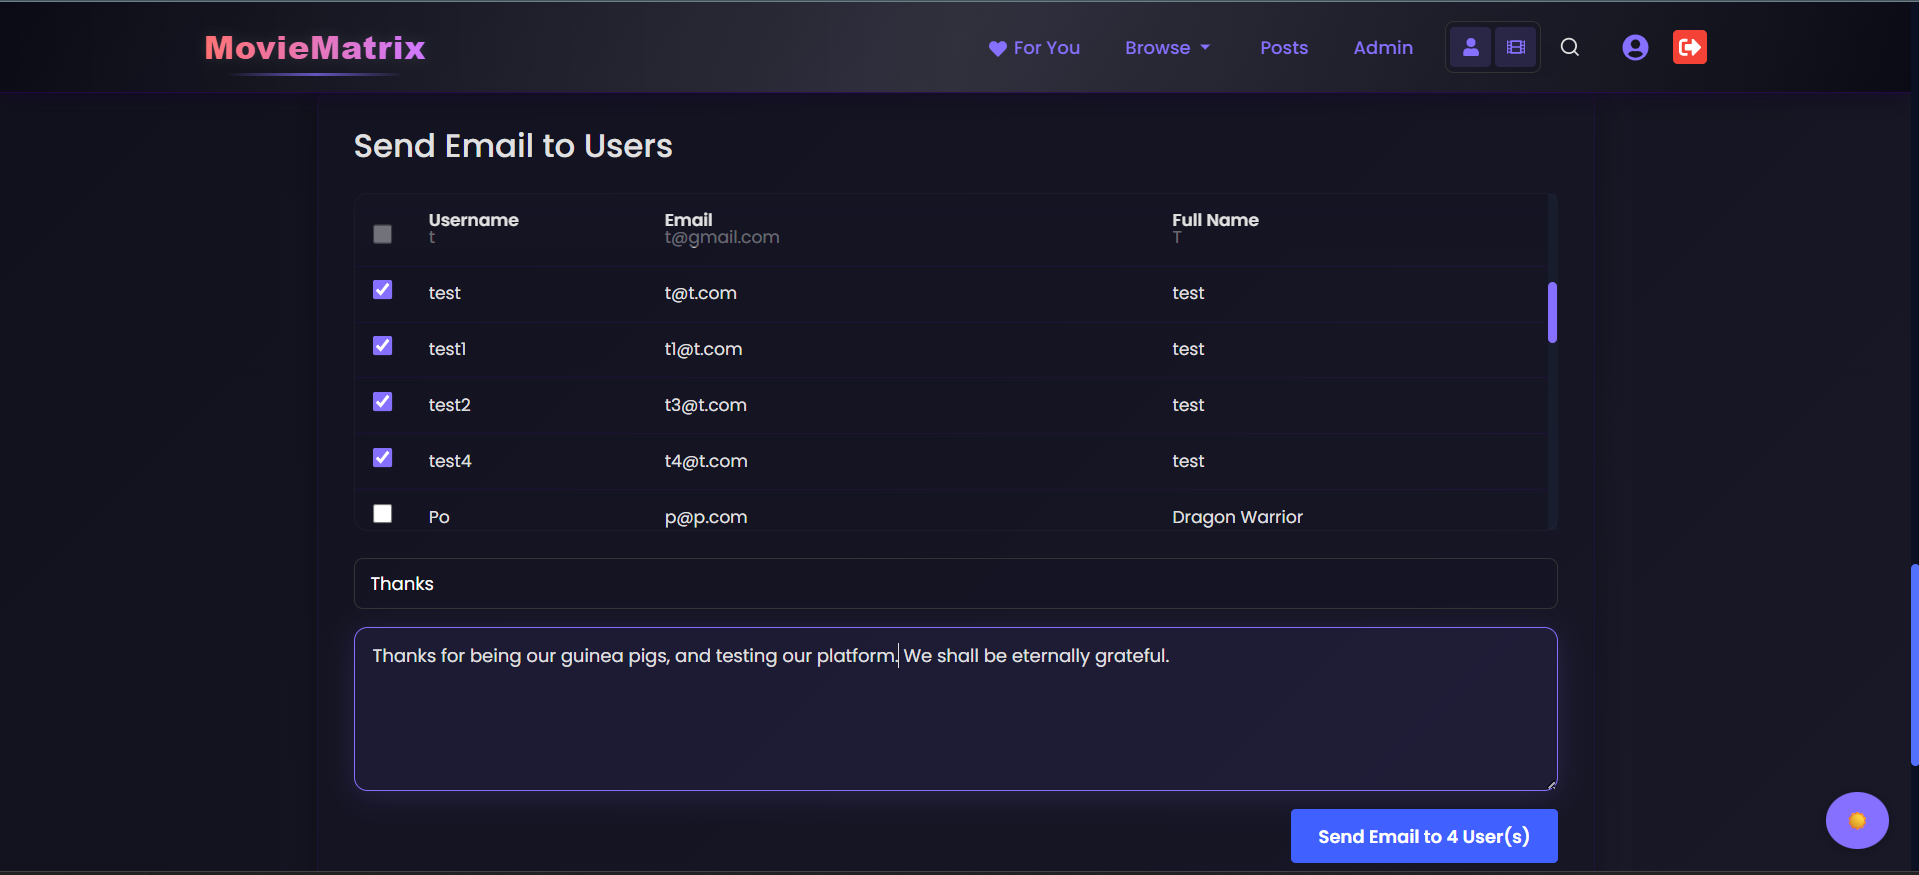 MovieMatrix
For You Browse Posts Admin
Send Email to Users
Username Email Full Name
t t@gmail.com T
test t@t.com test
test1 t1@t.com test
test2 t3@t.com test
test4 t4@t.com test
Po p@p.com Dragon Warrior
Thanks
Thanks for being our guinea pigs, and testing our platform. We shall be eternally grateful.
Send Email to 4 User(s)